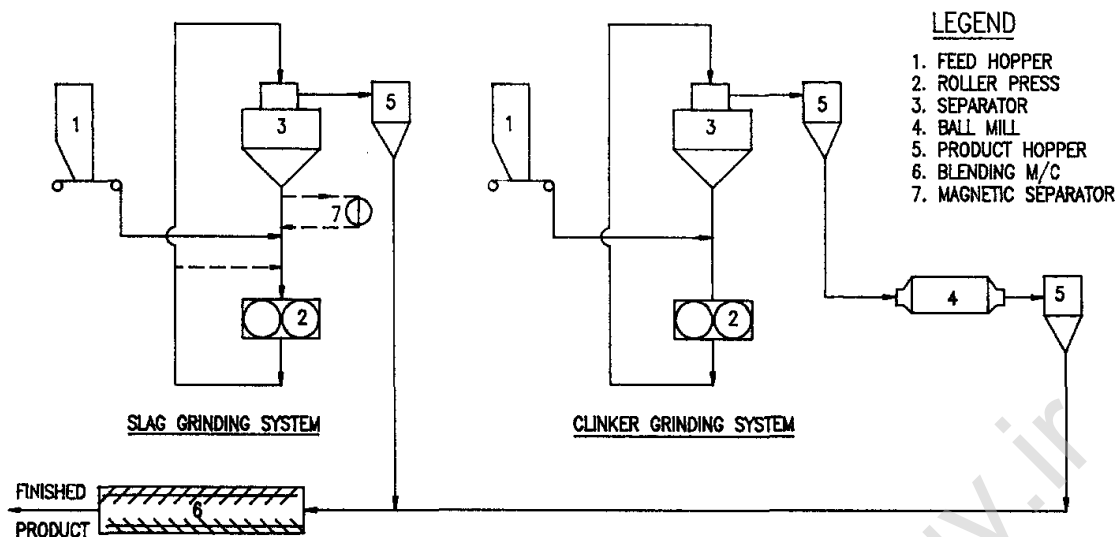 LEGEND
1. FEED HOPPER
2. ROLLER PRESS
3. SEPARATOR
4. BALL MILL
5. PRODUCT HOPPER
6. BLENDING M/C
7. MAGNETIC SEPARATOR
1
3
5
7
2
SLAG GRINDING SYSTEM
1
3
5
2
4
5
CLINKER GRINDING SYSTEM
FINISHED
PRODUCT
6